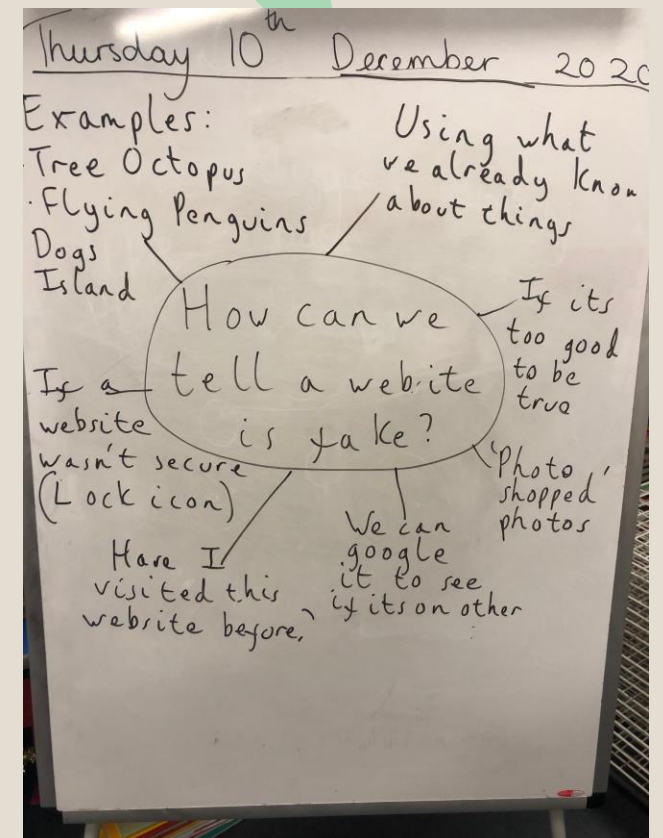 Thursday 10th December 2020
Examples:
· Tree Octopus
· Flying Penguins
Dogs
Island
Using what
we already know
about things
How can we
tell a webite
is fake?
If its
too good
to be
true
'Photo
shopped'
photos
We can
google
it to see
if its on other
Have I
visited this
website before?
If a
website
wasn't secure
(Lock icon)